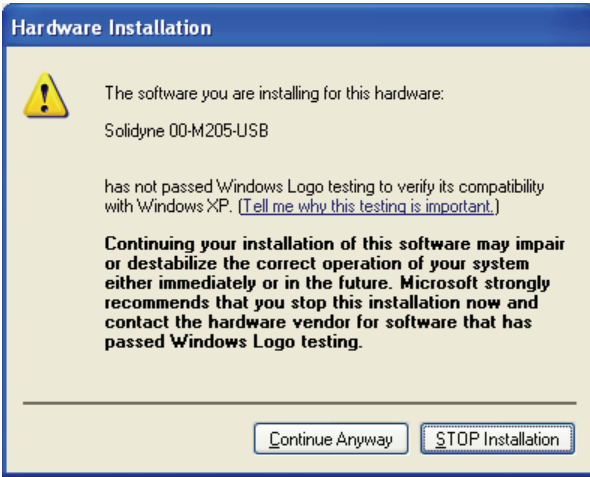 Hardware Installation
The software you are installing for this hardware:
Solidyne 00-M205-USB
has not passed Windows Logo testing to verify its compatibility
with Windows XP. (Tell me why this testing is important.)
Continuing your installation of this software may impair
or destabilize the correct operation of your system
either immediately or in the future. Microsoft strongly
recommends that you stop this installation now and
contact the hardware vendor for software that has
passed Windows Logo testing.
Continue Anyway
STOP Installation